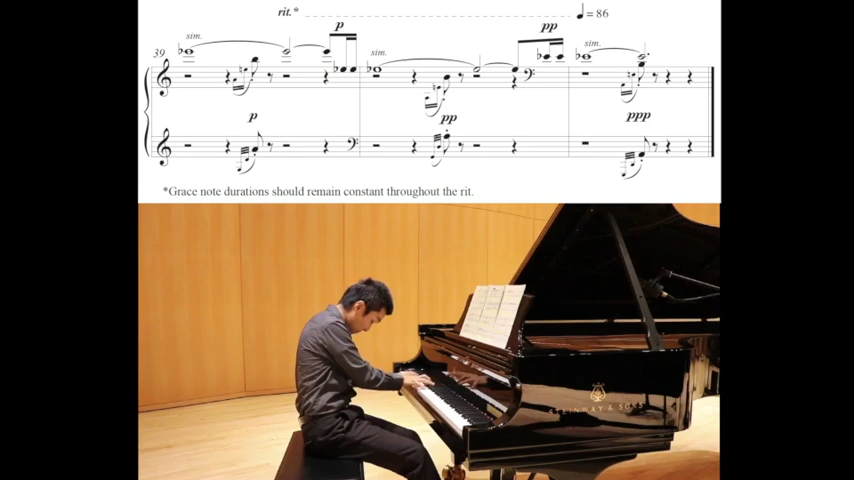 rit.* = 86
p pp
sim. sim. sim.
39
p pp ppp
*Grace note durations should remain constant throughout the rit.
STEINWAY & SONS